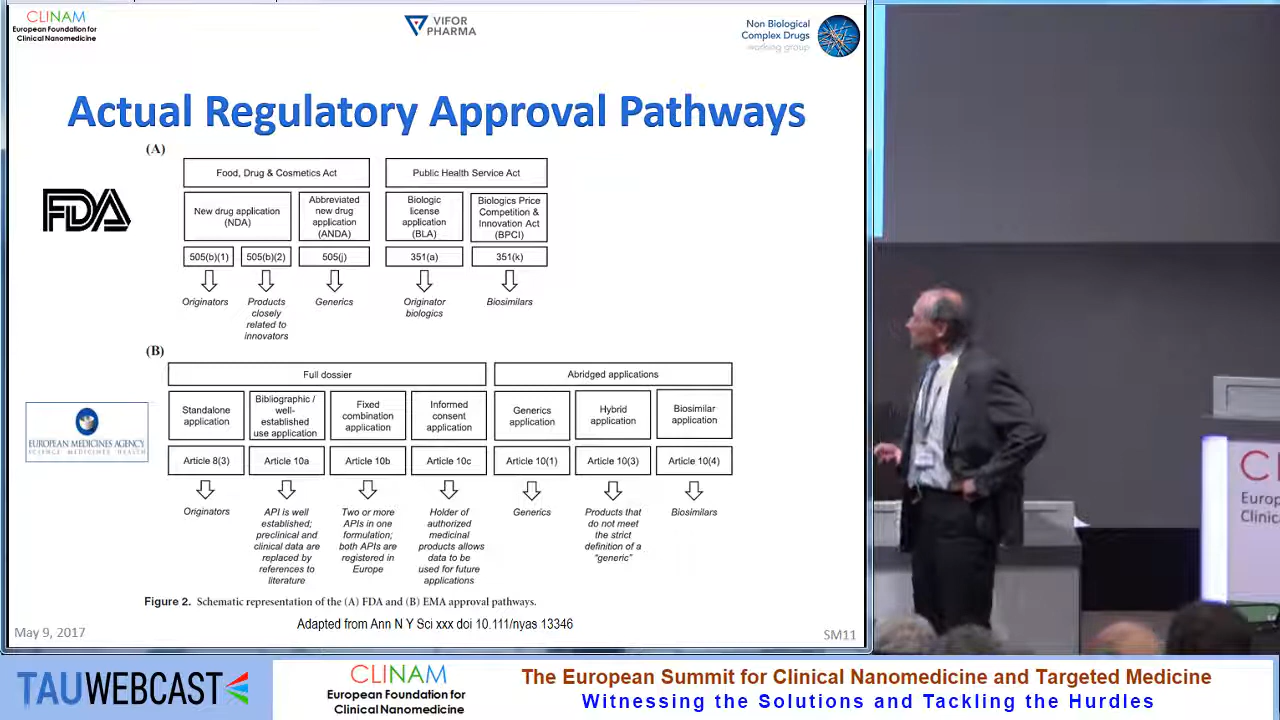 CLINAM
European Foundation for
Clinical Nanomedicine
VIFOR
PHARMA
Non Biological
Complex Drugs
working group
Actual Regulatory Approval Pathways
(A)
FDA
Food, Drug & Cosmetics Act
Public Health Service Act
New drug application
(NDA)
Abbreviated
new drug
application
(ANDA)
Biologic
license
application
(BLA)
Biologics Price
Competition &
Innovation Act
(BPCI)
505(b)(1)
505(b)(2)
505(j)
351(a)
351(k)
Originators
Products
closely
related to
innovators
Generics
Originator
biologics
Biosimilars
(B)
EUROPEAN MEDICINES AGENCY
SCIENCE MEDICINES HEALTH
Full dossier
Abridged applications
Standalone
application
Bibliographic /
well-
established
use application
Fixed
combination
application
Informed
consent
application
Generics
application
Hybrid
application
Biosimilar
application
Article 8(3)
Article 10a
Article 10b
Article 10c
Article 10(1)
Article 10(3)
Article 10(4)
Originators
API is well
established;
preclinical and
clinical data are
replaced by
references to
literature
Two or more
APIs in one
formulation;
both APIs are
registered in
Europe
Holder of
authorized
medicinal
products allows
data to be
used for future
applications
Generics
Products that
do not meet
the strict
definition of a
"generic"
Biosimilars
Figure 2. Schematic representation of the (A) FDA and (B) EMA approval pathways.
Adapted from Ann N Y Sci xxx doi 10.111/nyas 13346
May 9, 2017
SM11
TAUWEBCAST
CLINAM
European Foundation for
Clinical Nanomedicine
The European Summit for Clinical Nanomedicine and Targeted Medicine
Witnessing the Solutions and Tackling the Hurdles